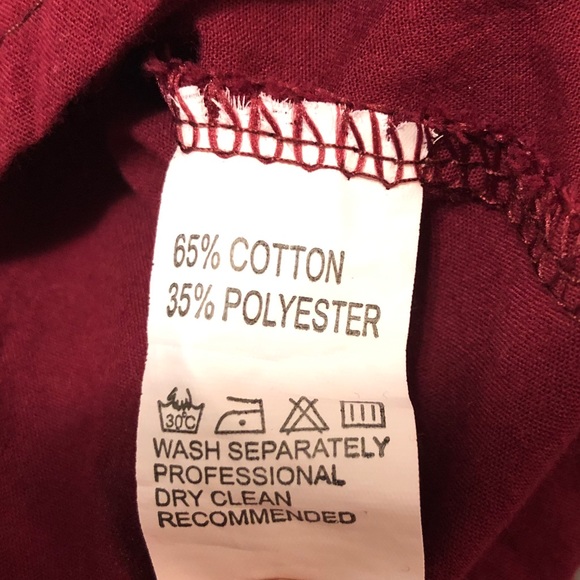 65% COTTON
35% POLYESTER
30°C
WASH SEPARATELY
PROFESSIONAL
DRY CLEAN
RECOMMENDED